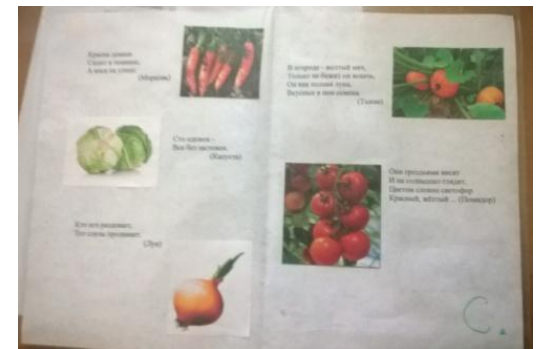 Красна девица
Сидит в темнице,
А коса на улице.
(Морковь)
Сто одежек -
Все без застежек.
(Капуста)
Кто его раздевает,
Тот слезы проливает.
(Лук)
В огороде - желтый мяч,
Только не бежит он вскачь,
Он как полная луна,
Вкусные в нем семена.
(Тыква)
Они гроздьями висят
И на солнышко глядят,
Цветом словно светофор
Красный, жёлтый ... (Помидор)
С.